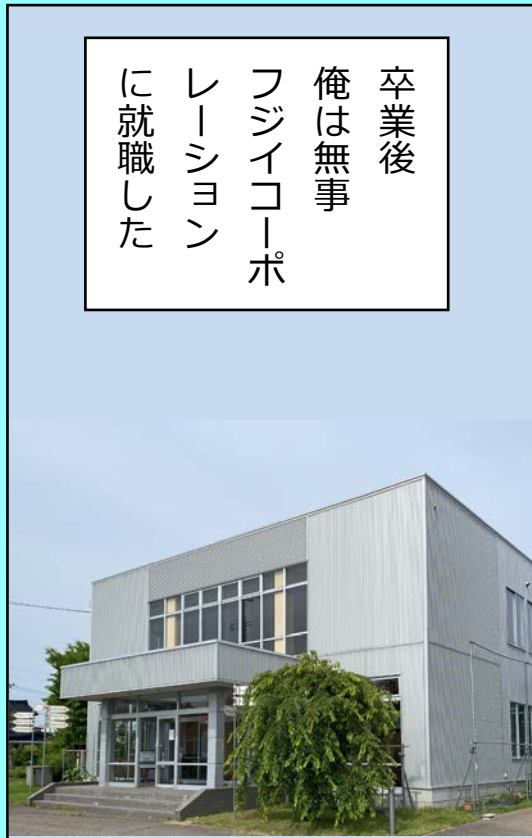 卒業後
俺は無事
フジイコーポ
レーション
に就職した